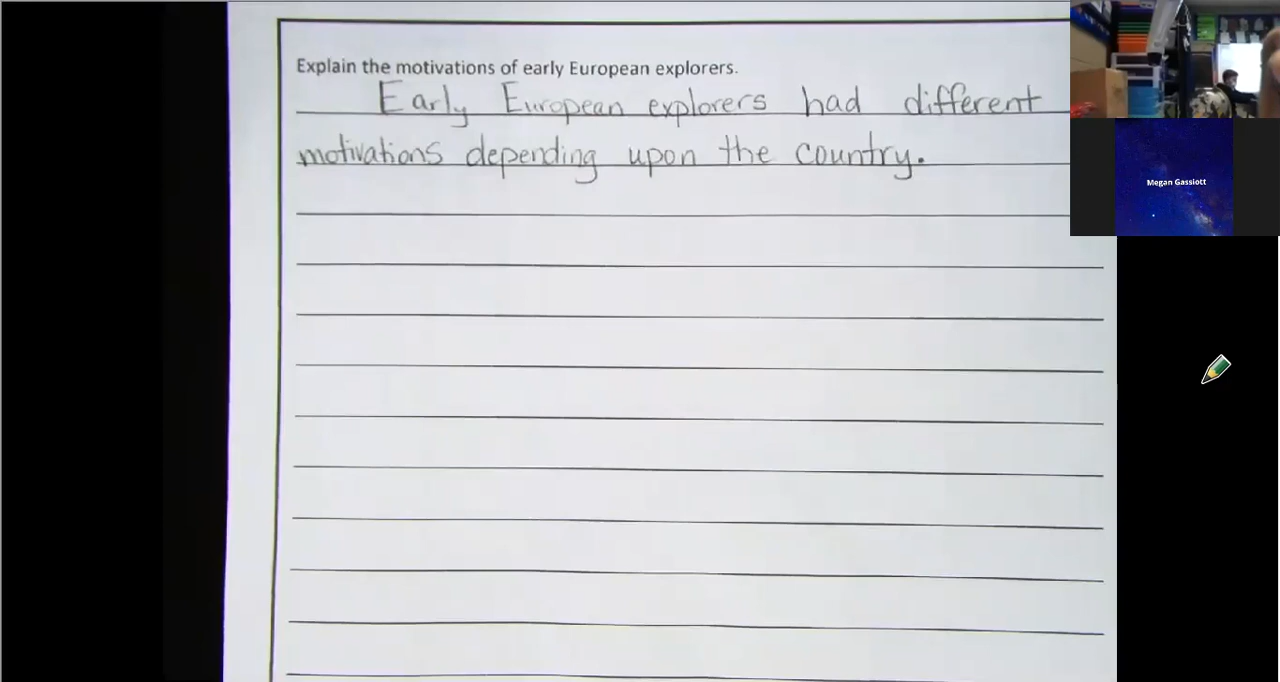 Explain the motivations of early European explorers.
Early European explorers had different
motivations depending upon the country.
Megan Gassiott